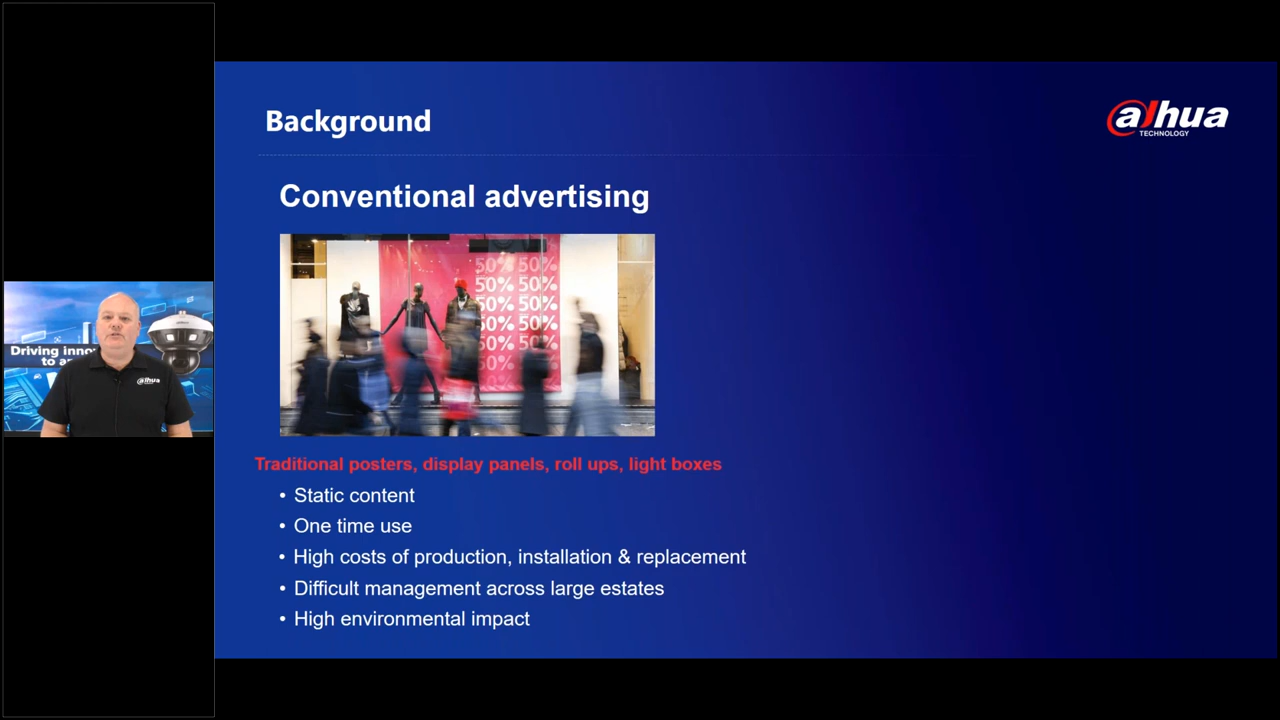 Background
alhua
TECHNOLOGY
Conventional advertising
50% 50%
50% 50%
50% 50%
50% 50%
50% 50%
Traditional posters, display panels, roll ups, light boxes
• Static content
• One time use
• High costs of production, installation & replacement
• Difficult management across large estates
• High environmental impact
Driving
to
alhua